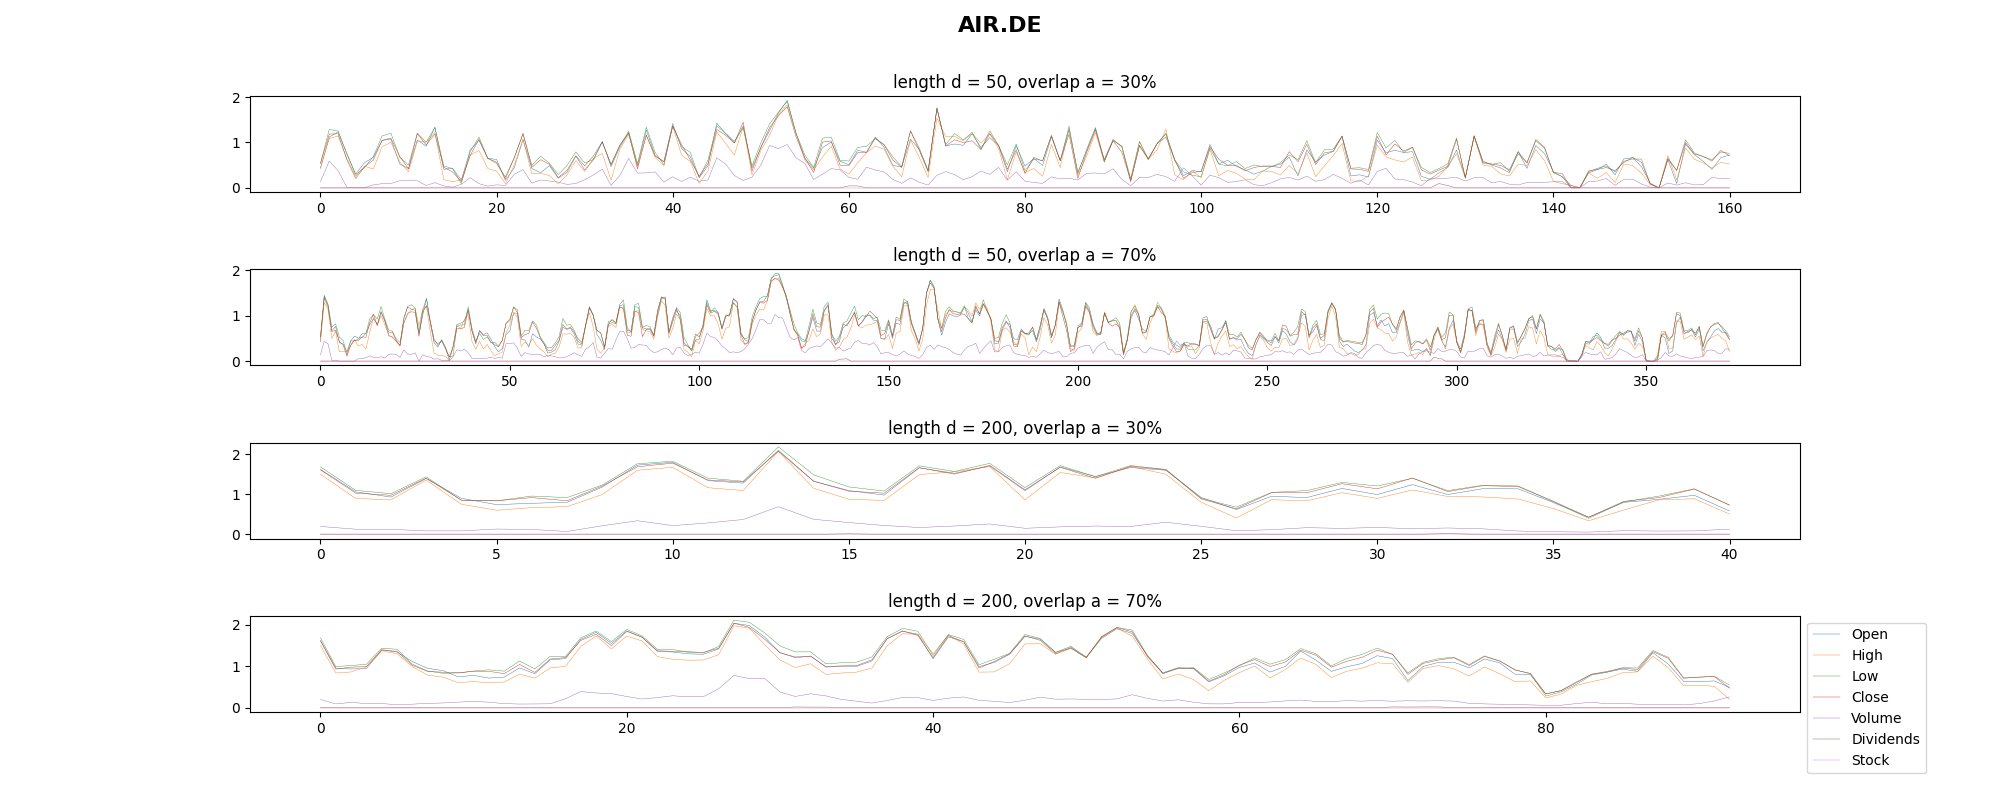 AIR.DE
length d = 50, overlap a = 30%
2
1
0
0 20 40 60 80 100 120 140 160
length d = 50, overlap a = 70%
2
1
0
0 50 100 150 200 250 300 350
length d = 200, overlap a = 30%
2
1
0
0 5 10 15 20 25 30 35 40
length d = 200, overlap a = 70%
2
1
0
0 20 40 60 80
Open
High
Low
Close
Volume
Dividends
Stock